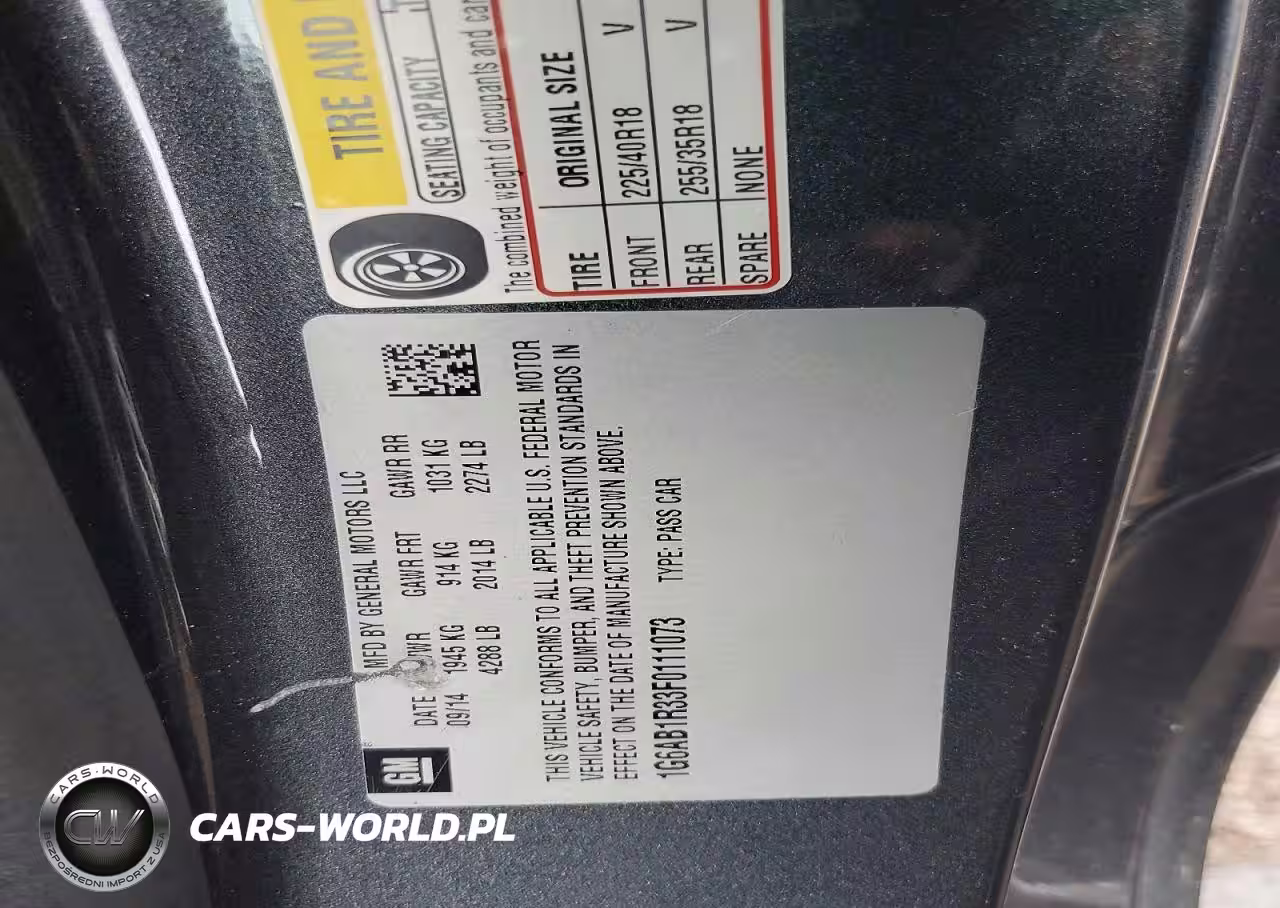 TIRE AND
SEATING CAPACITY
The combined weight of occupants and car
TIRE ORIGINAL SIZE
FRONT 225/40R18 V
REAR 255/35R18 V
SPARE NONE
GM
MFD BY GENERAL MOTORS LLC
DATE GVWR GAWR FRT GAWR RR
09/14 1945 KG 914 KG 1031 KG
4288 LB 2014 LB 2274 LB
THIS VEHICLE CONFORMS TO ALL APPLICABLE U.S. FEDERAL MOTOR
VEHICLE SAFETY, BUMPER, AND THEFT PREVENTION STANDARDS IN
EFFECT ON THE DATE OF MANUFACTURE SHOWN ABOVE.
1G6AB1R33F0111073 TYPE: PASS CAR
CARS-WORLD
CW
BEZPOŚREDNI IMPORT Z USA
CARS-WORLD.PL